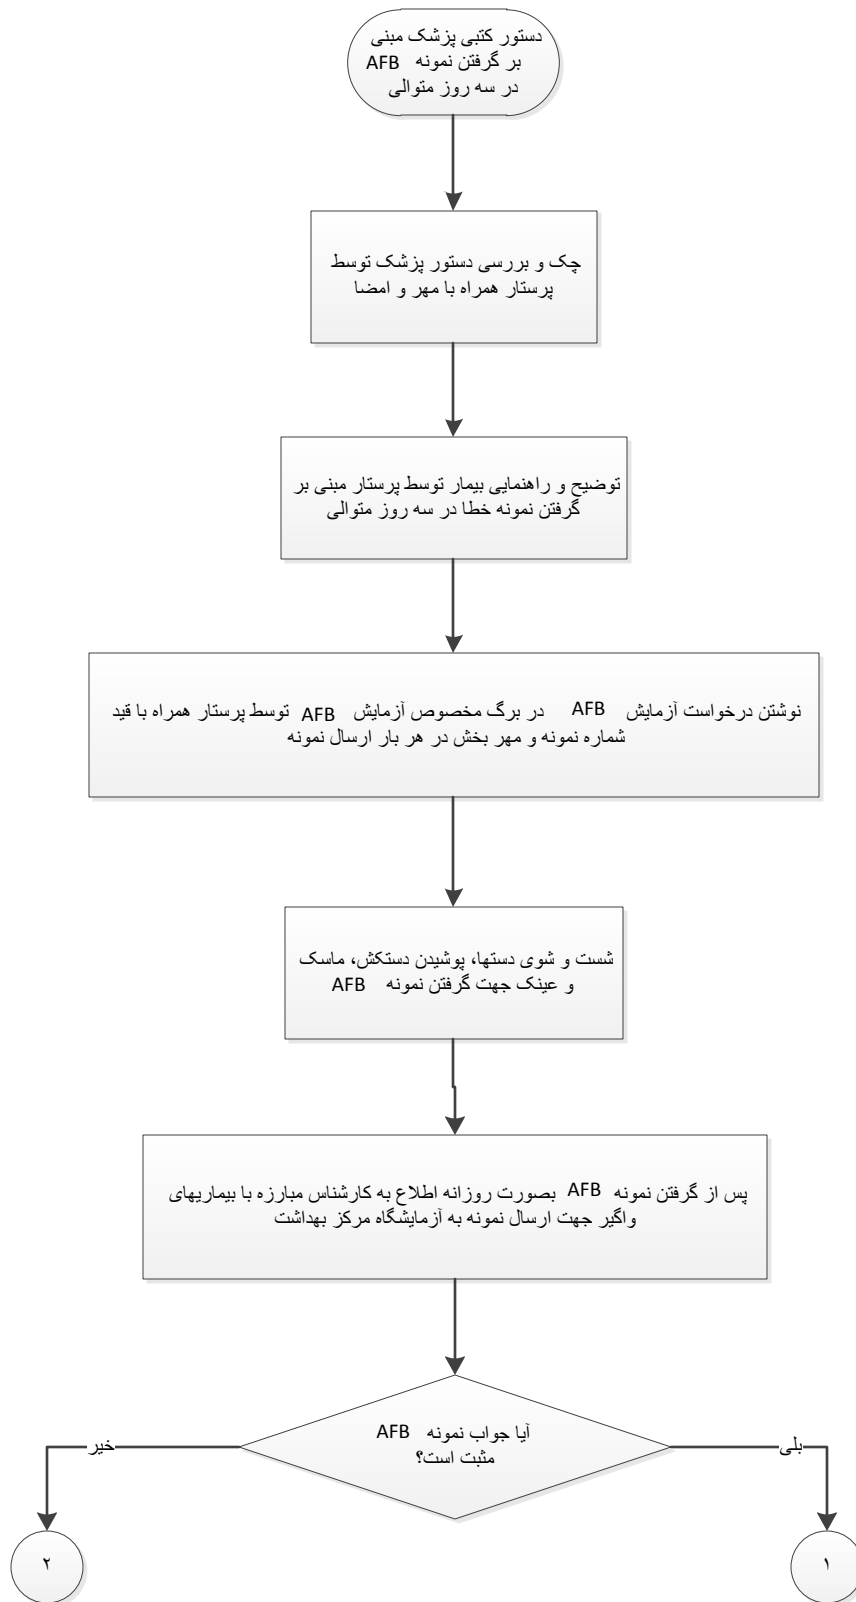 دستور کتبی پزشک مبنی
بر گرفتن نمونه AFB
در سه روز متوالی
چک و بررسی دستور پزشک توسط
پرستار همراه با مهر و امضا
توضیح و راهنمایی بیمار توسط پرستار مبنی بر
گرفتن نمونه خطا در سه روز متوالی
نوشتن درخواست آزمایش AFB در برگ مخصوص آزمایش AFB توسط پرستار همراه با قید
شماره نمونه و مهر بخش در هر بار ارسال نمونه
شست و شوی دستها، پوشیدن دستکش، ماسک
و عینک جهت گرفتن نمونه AFB
پس از گرفتن نمونه AFB بصورت روزانه اطلاع به کارشناس مبارزه با بیماریهای
واگیر جهت ارسال نمونه به آزمایشگاه مرکز بهداشت
آیا جواب نمونه AFB
مثبت است؟
بلی
خیر
۱
۲